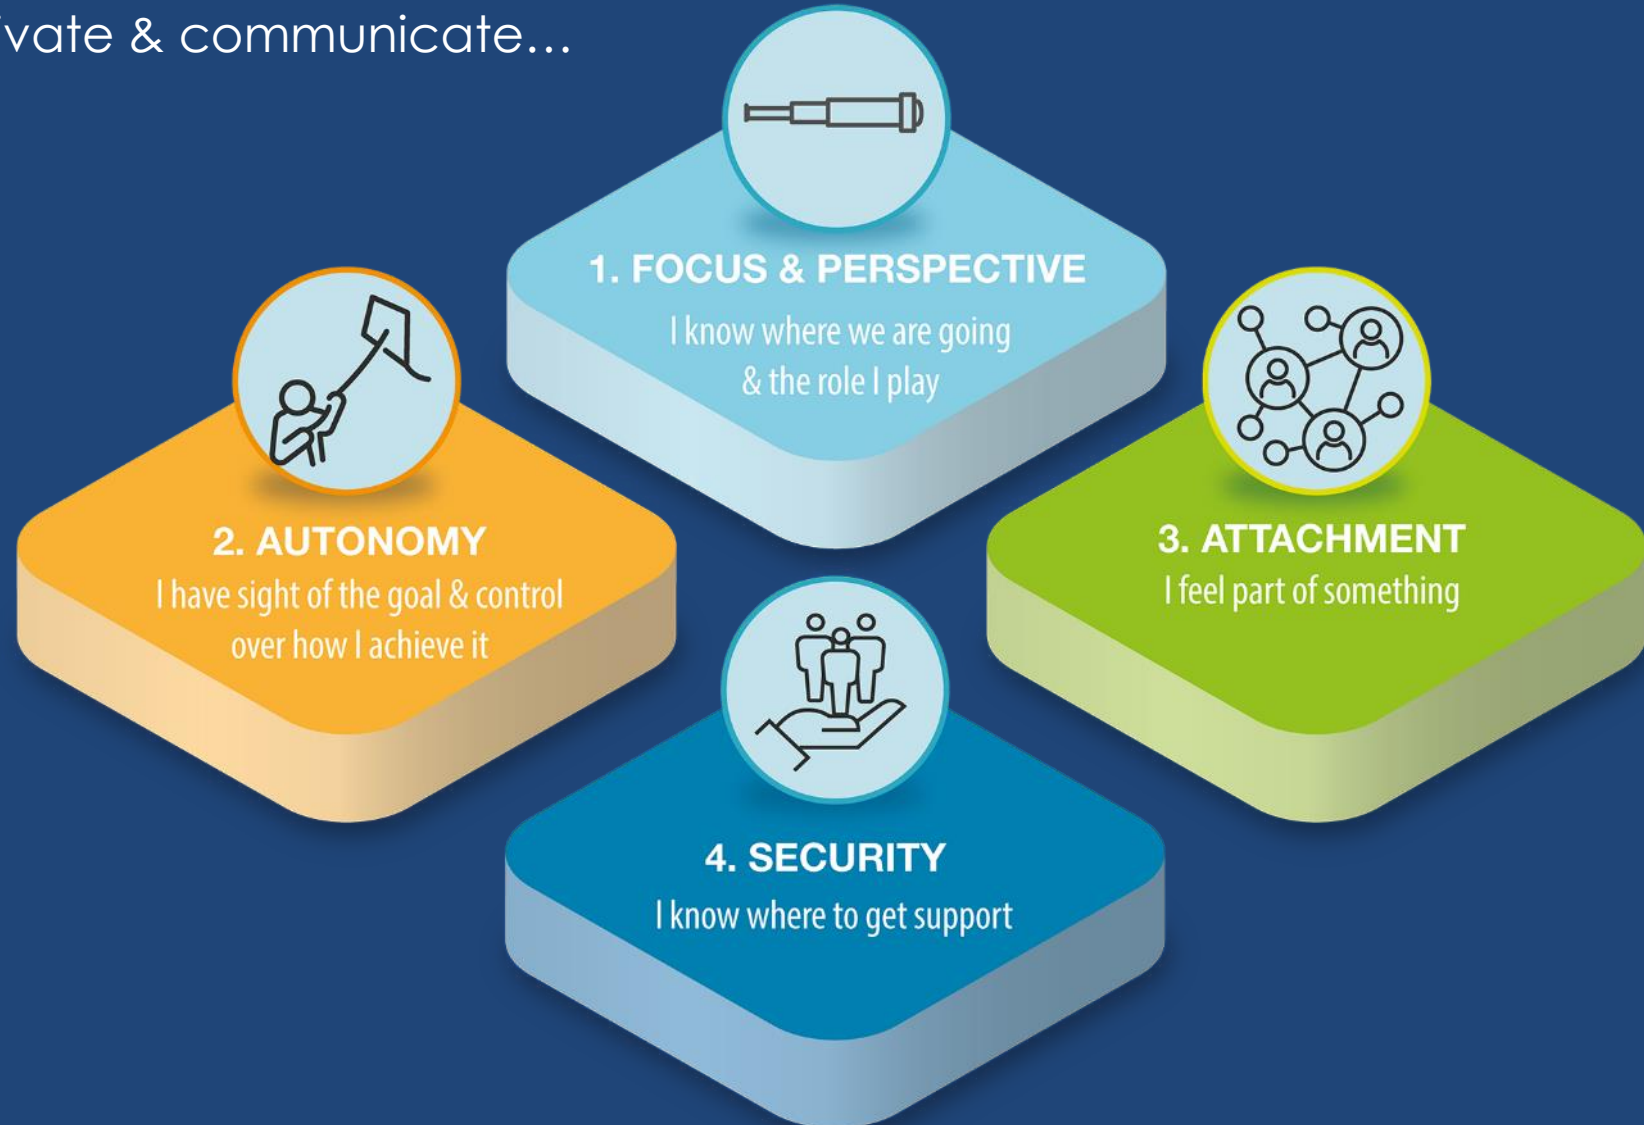 ivate & communicate...
1. FOCUS & PERSPECTIVE
I know where we are going
& the role I play
2. AUTONOMY
I have sight of the goal & control
over how I achieve it
3. ATTACHMENT
I feel part of something
4. SECURITY
I know where to get support